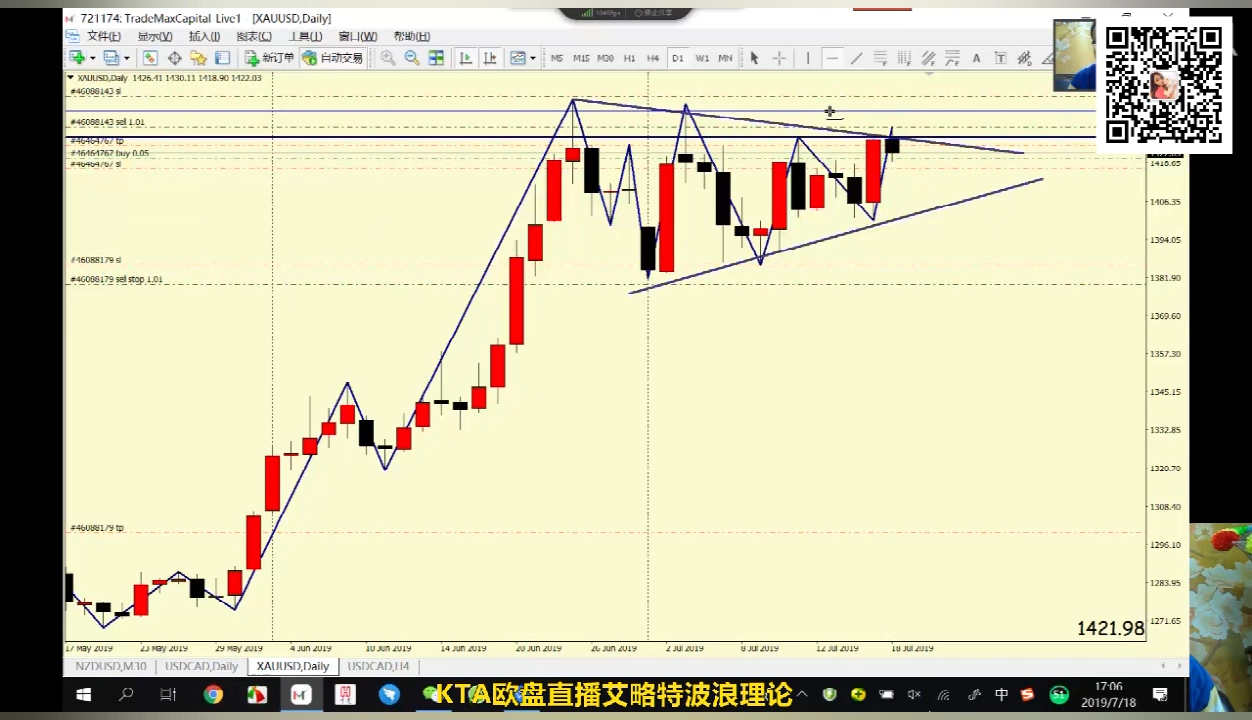 721174: TradeMaxCapital-Live1 - [XAUUSD,Daily]
文件(F) 显示(V) 插入(I) 图表(C) 工具(T) 窗口(W) 帮助(H)
新订单 自动交易 M5 M15 M30 H1 H4 D1 W1 MN A T
XAUUSD,Daily 1426.41 1430.11 1418.90 1422.03
#46088143 sl
#46088143 sell 1.01
#46464767 tp
#46464767 buy 0.05
#46464767 sl
1418.65
1406.35
1394.05
#46088179 sl
#46088179 sell stop 1.01
1381.90
1369.60
1357.30
1345.15
1332.85
1320.70
1308.40
#46088179 tp
1296.10
1283.95
1271.65
1421.98
17 May 2019 23 May 2019 29 May 2019 4 Jun 2019 10 Jun 2019 14 Jun 2019 20 Jun 2019 26 Jun 2019 2 Jul 2019 8 Jul 2019 12 Jul 2019 18 Jul 2019
NZDUSD,M30 USDCAD,Daily XAUUSD,Daily USDCAD,H4
KTA欧盘直播艾略特波浪理论
中 51 17:06
2019/7/18